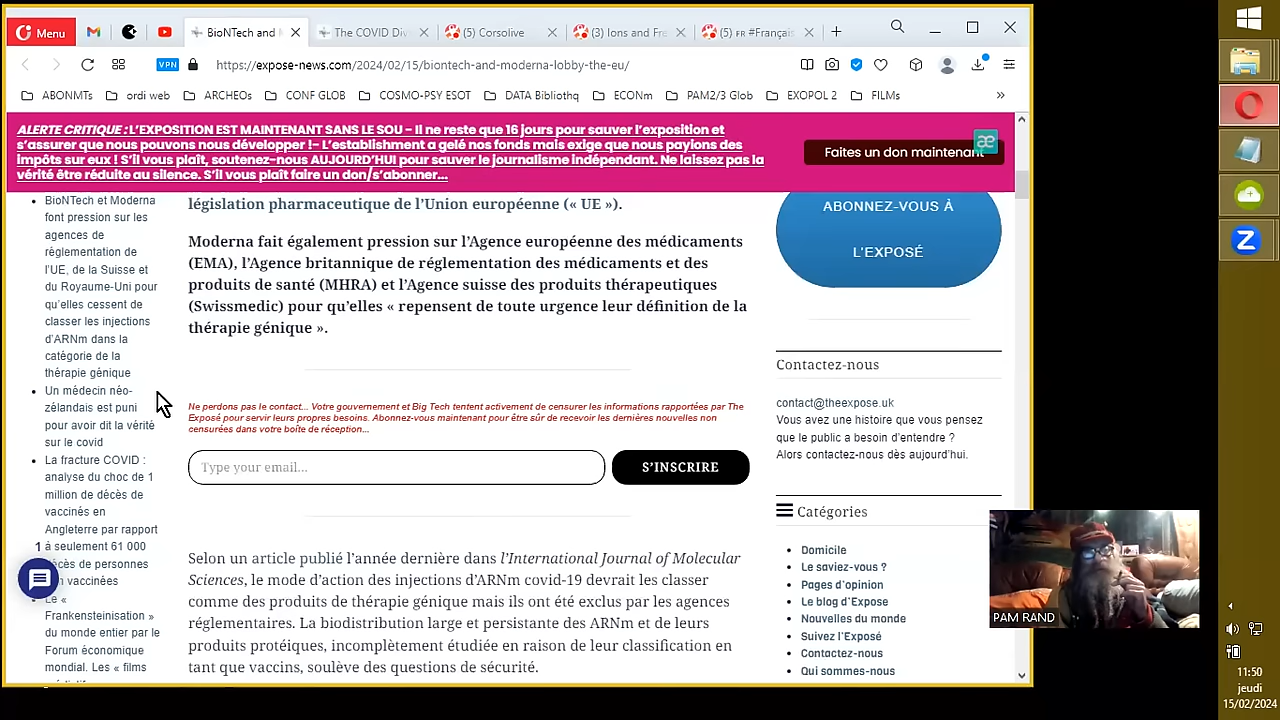 Menu
BioNTech and M
The COVID Div
(5) Corsolive
(3) Ions and Fre
(5) FR #Français
VPN
https://expose-news.com/2024/02/15/biontech-and-moderna-lobby-the-eu/
ABONMTs
ordi web
ARCHEOs
CONF GLOB
COSMO-PSY ESOT
DATA Bibliothq
ECONm
PAM2/3 Glob
EXOPOL 2
FILMs
»
ALERTE CRITIQUE : L'EXPOSITION EST MAINTENANT SANS LE SOU – Il ne reste que 16 jours pour sauver l'exposition et
s'assurer que nous pouvons nous développer !- L'establishment a gelé nos fonds mais exige que nous payions des
impôts sur eux ! S'il vous plaît, soutenez-nous AUJOURD'HUI pour sauver le journalisme indépendant. Ne laissez pas la
vérité être réduite au silence. S'il vous plaît faire un don/s'abonner...
Faites un don maintenant
æ
BioNTech et Moderna
font pression sur les
agences de
réglementation de
l'UE, de la Suisse et
du Royaume-Uni pour
qu'elles cessent de
classer les injections
d'ARNm dans la
catégorie de la
thérapie génique
Un médecin néo-
zélandais est puni
pour avoir dit la vérité
sur le covid
La fracture COVID :
analyse du choc de 1
million de décès de
vaccinés en
Angleterre par rapport
1 à seulement 61 000
décès de personnes
vaccinées
Le «
Frankensteinisation »
du monde entier par le
Forum économique
mondial. Les « films
législation pharmaceutique de l'Union européenne (« UE »).
Moderna fait également pression sur l'Agence européenne des médicaments
(EMA), l'Agence britannique de réglementation des médicaments et des
produits de santé (MHRA) et l'Agence suisse des produits thérapeutiques
(Swissmedic) pour qu'elles « repensent de toute urgence leur définition de la
thérapie génique ».
Ne perdons pas le contact... Votre gouvernement et Big Tech tentent activement de censurer les informations rapportées par The
Exposé pour servir leurs propres besoins. Abonnez-vous maintenant pour être sûr de recevoir les dernières nouvelles non
censurées dans votre boîte de réception...
Type your email...
S'INSCRIRE
Selon un article publié l'année dernière dans l'International Journal of Molecular
Sciences, le mode d'action des injections d'ARNm covid-19 devrait les classer
comme des produits de thérapie génique mais ils ont été exclus par les agences
réglementaires. La biodistribution large et persistante des ARNm et de leurs
produits protéiques, incomplètement étudiée en raison de leur classification en
tant que vaccins, soulève des questions de sécurité.
ABONNEZ-VOUS À
L'EXPOSÉ
Contactez-nous
contact@theexpose.uk
Vous avez une histoire que vous pensez
que le public a besoin d'entendre ?
Alors contactez-nous dès aujourd'hui.
Catégories
Domicile
Le saviez-vous ?
Pages d'opinion
Le blog d'Expose
Nouvelles du monde
Suivez l'Exposé
Contactez-nous
Qui sommes-nous
PAM RAND
11:50
jeudi
15/02/2024